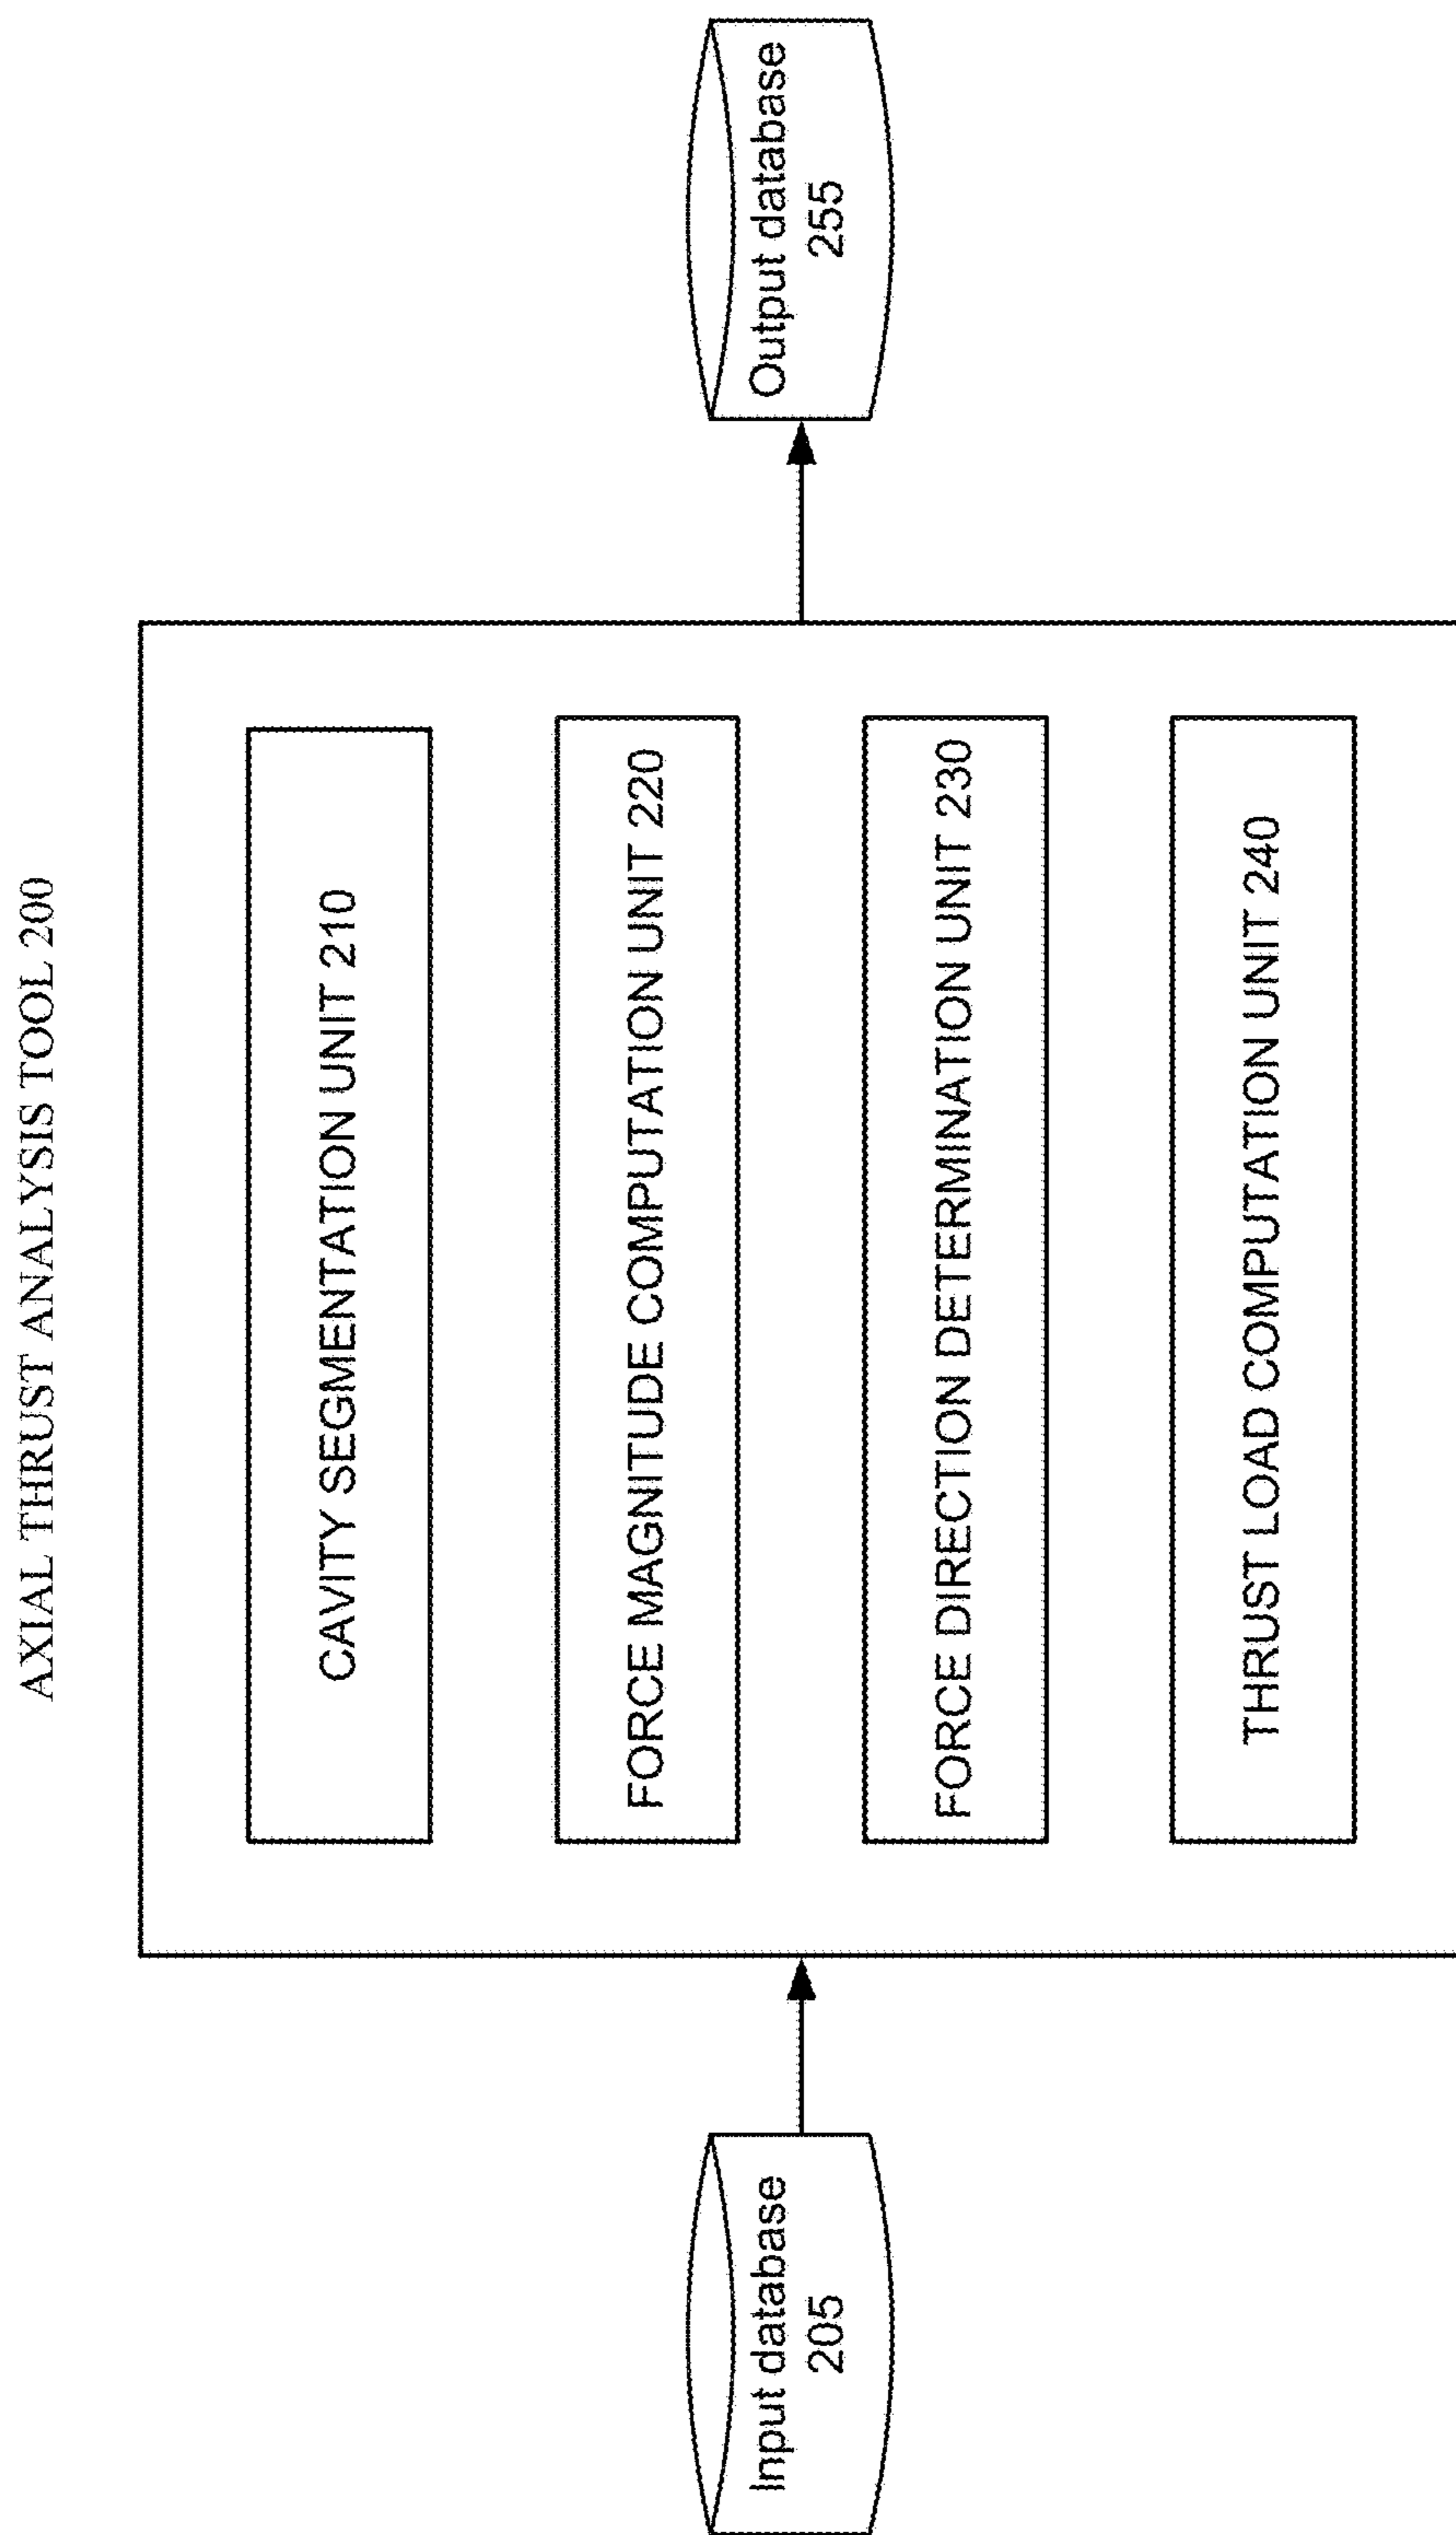 AXIAL THRUST ANALYSIS TOOL 200
Input database
205
CAVITY SEGMENTATION UNIT 210
FORCE MAGNITUDE COMPUTATION UNIT 220
FORCE DIRECTION DETERMINATION UNIT 230
THRUST LOAD COMPUTATION UNIT 240
Output database
255